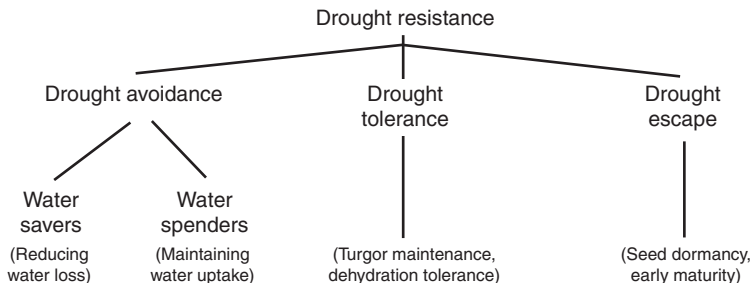 Drought resistance
Drought avoidance
Drought
tolerance
Drought
escape
Water
savers
(Reducing
water loss)
Water
spenders
(Maintaining
water uptake)
(Turgor maintenance,
dehydration tolerance)
(Seed dormancy,
early maturity)